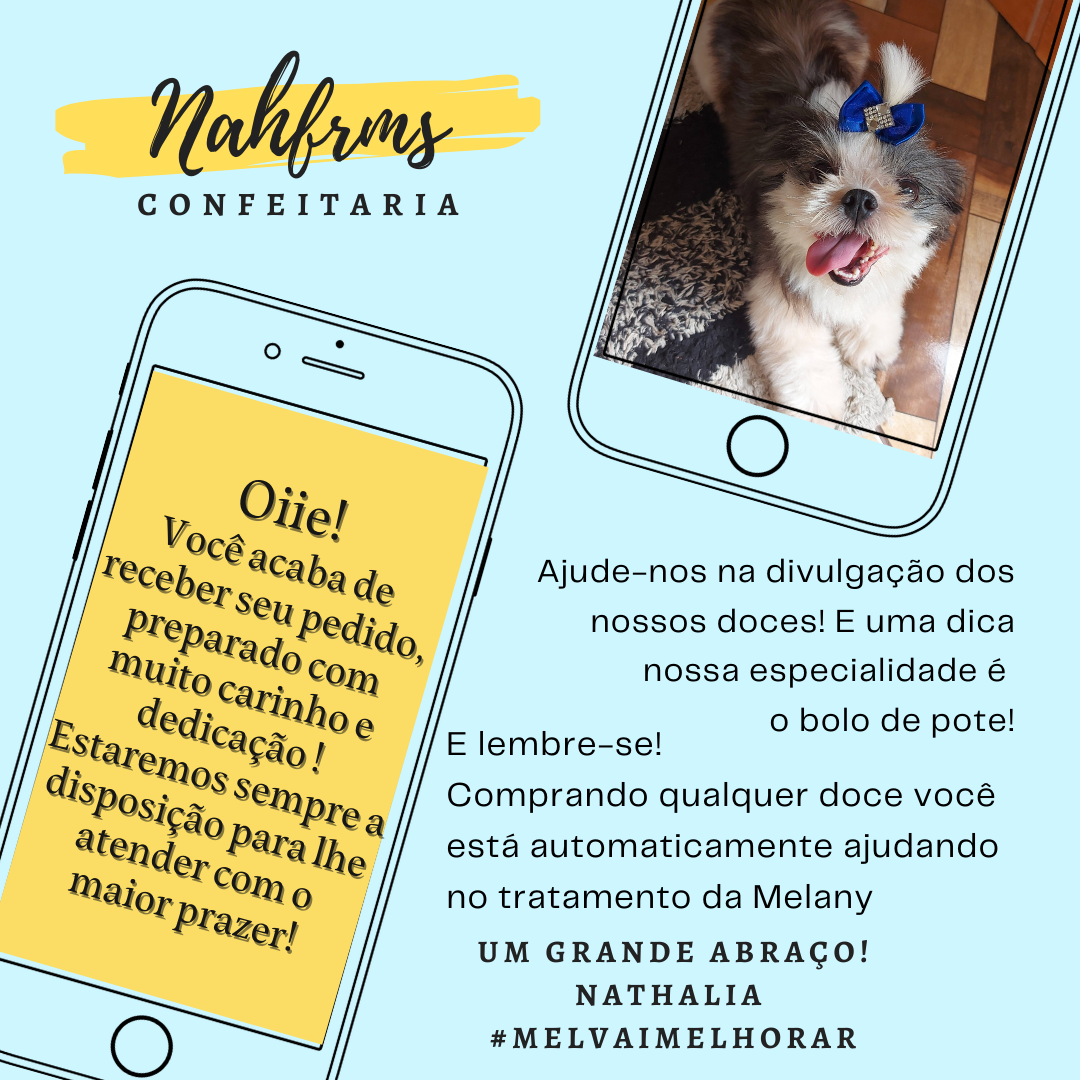 Nahfrms
CONFEITARIA
Oiie!
Você acaba de
receber seu pedido,
preparado com
muito carinho e
dedicação !
Estaremos sempre a
disposição para lhe
atender com o
maior prazer!
Ajude-nos na divulgação dos
nossos doces! E uma dica
nossa especialidade é
o bolo de pote!
E lembre-se!
Comprando qualquer doce você
está automaticamente ajudando
no tratamento da Melany
UM GRANDE ABRAÇO!
NATHALIA
#MELVAIMELHORAR